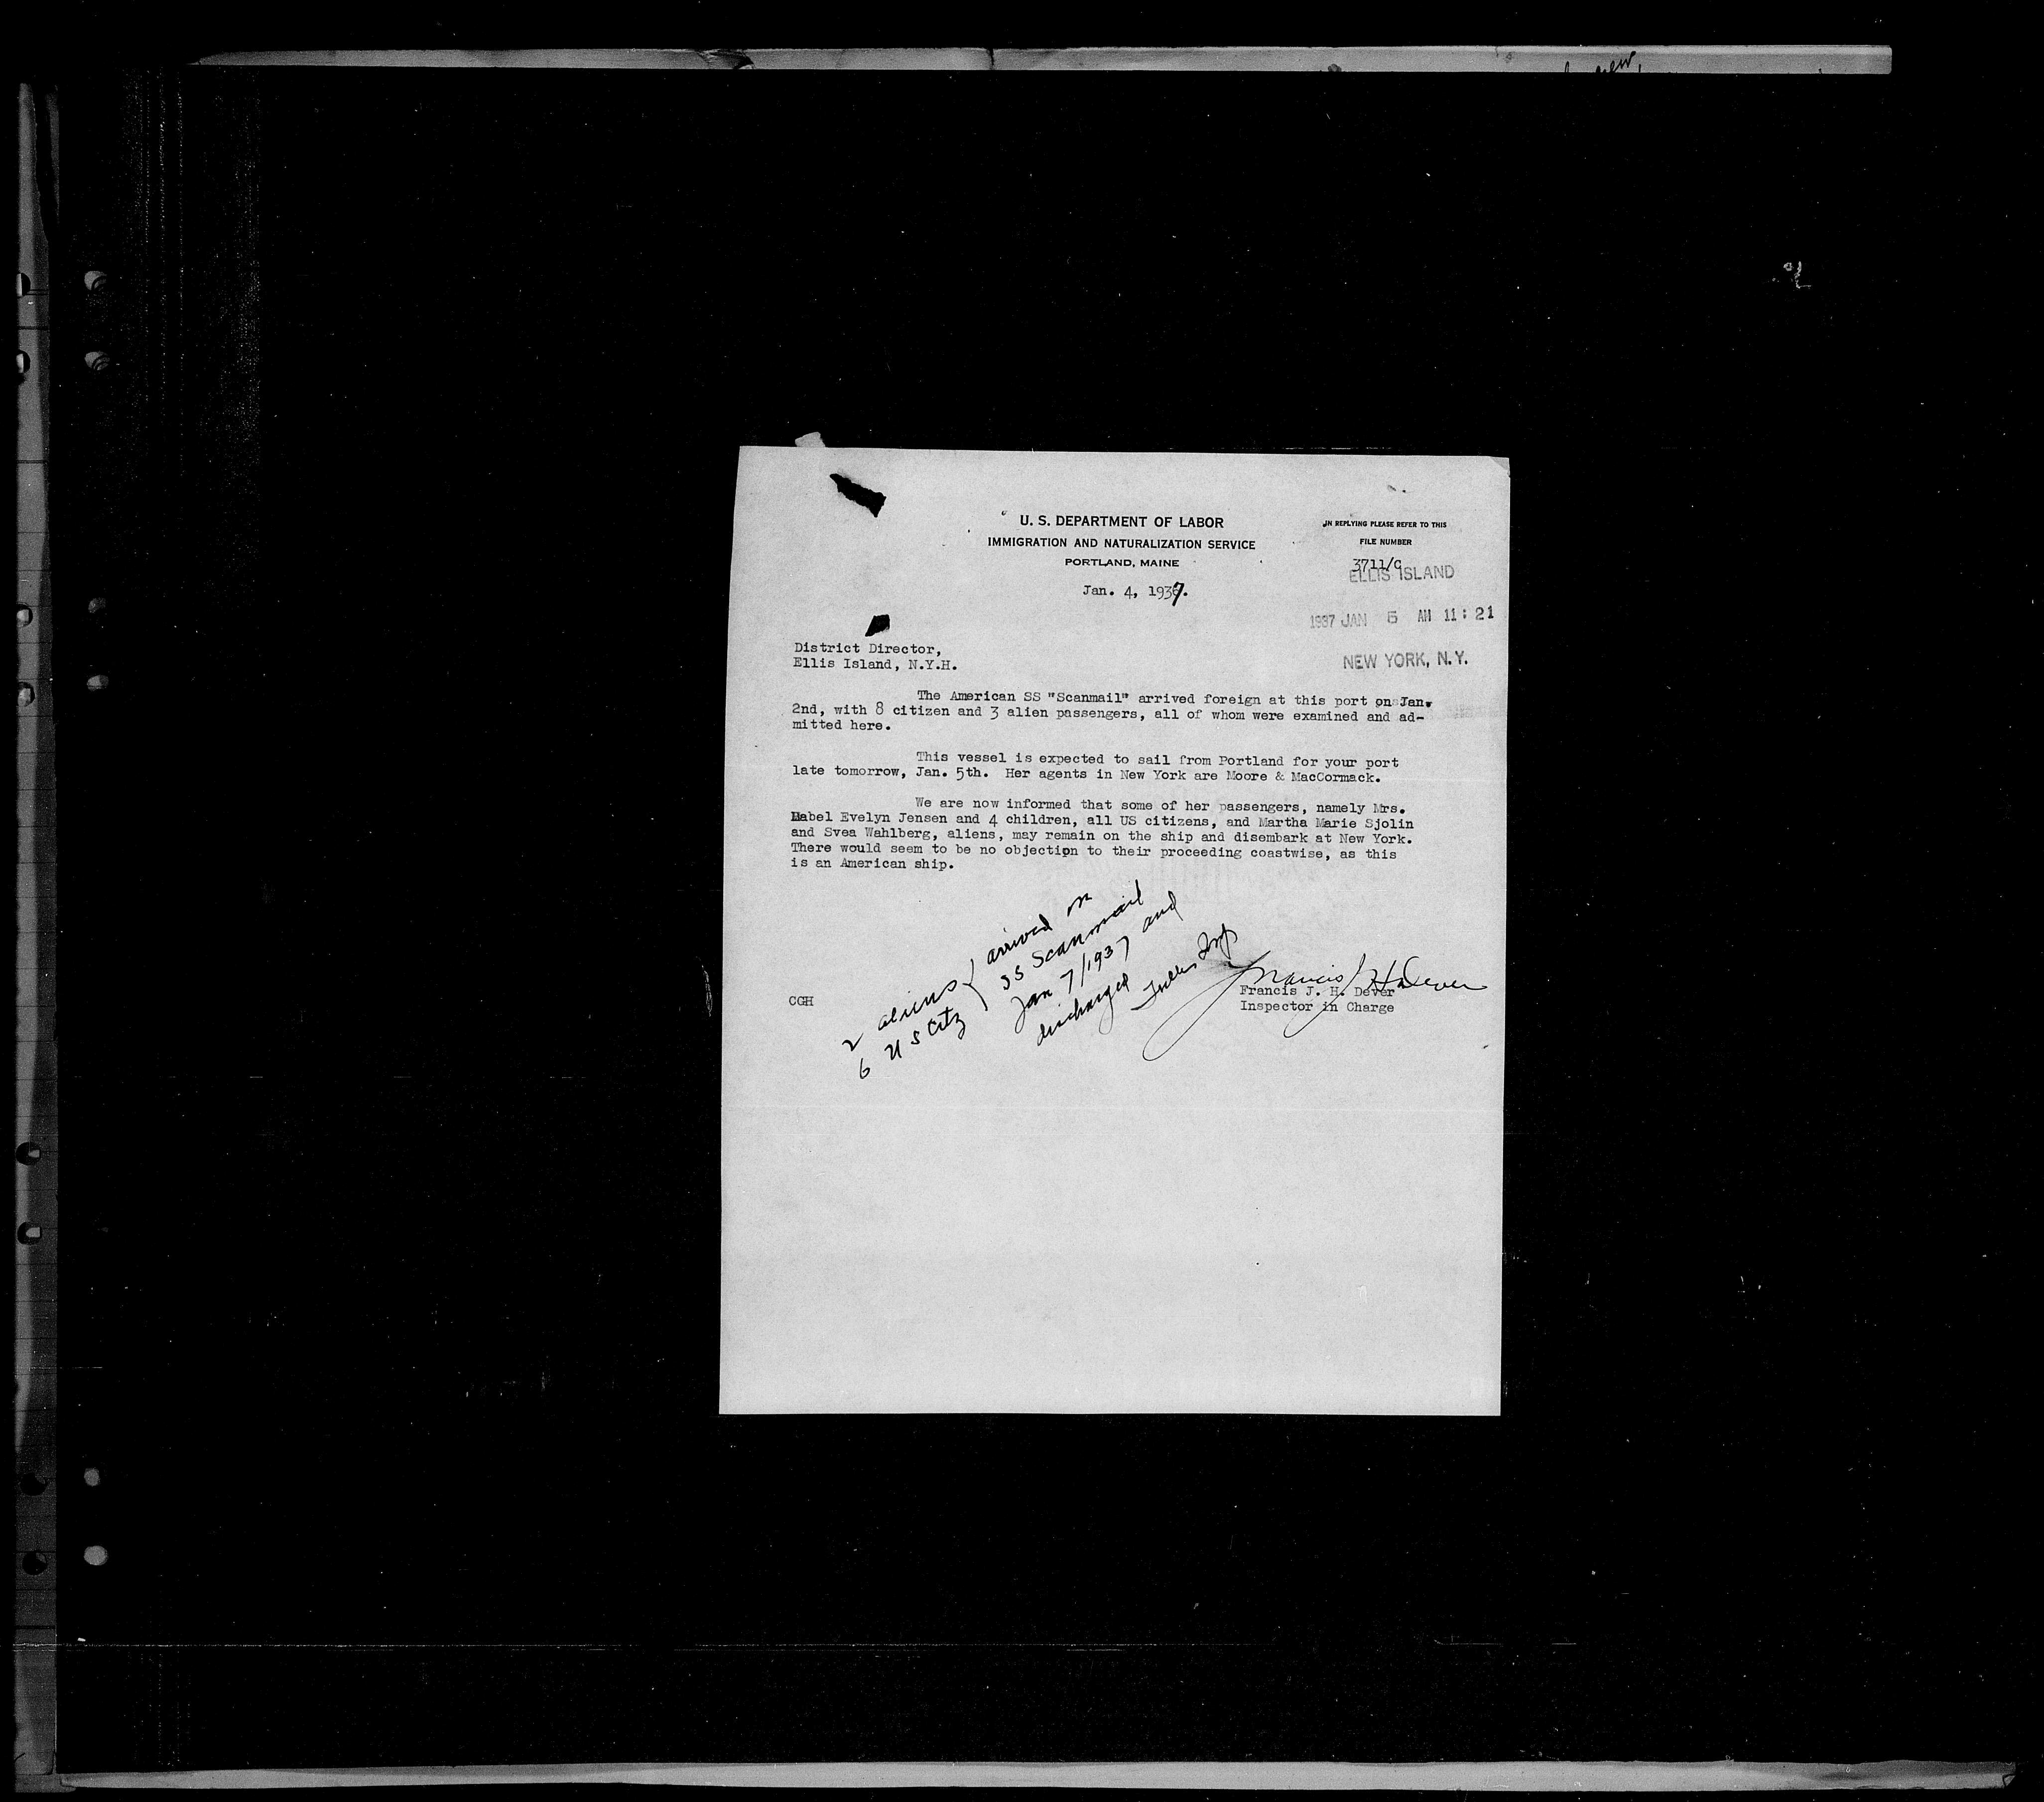 U. S. DEPARTMENT OF LABOR
IMMIGRATION AND NATURALIZATION SERVICE
PORTLAND, MAINE
IN REPLYING PLEASE REFER TO THIS
FILE NUMBER
3711/C
ELLIS ISLAND
Jan. 4, 1937.
1937 JAN 5 AM 11:21
NEW YORK, N.Y.
District Director,
Ellis Island, N.Y.H.
The American SS "Scanmail" arrived foreign at this port on Jan.
2nd, with 8 citizen and 3 alien passengers, all of whom were examined and ad-
mitted here.
This vessel is expected to sail from Portland for your port
late tomorrow, Jan. 5th. Her agents in New York are Moore & MacCormack.
We are now informed that some of her passengers, namely Mrs.
Mabel Evelyn Jensen and 4 children, all US citizens, and Martha Marie Sjolin
and Svea Wahlberg, aliens, may remain on the ship and disembark at New York.
There would seem to be no objection to their proceeding coastwise, as this
is an American ship.
2 aliens
6 US Citz
arrived on
SS Scanmail
Jan 7/1937 and
discharged
Insp
Francis J. H. Dever
CGH
Francis J. H. Dever
Inspector in Charge